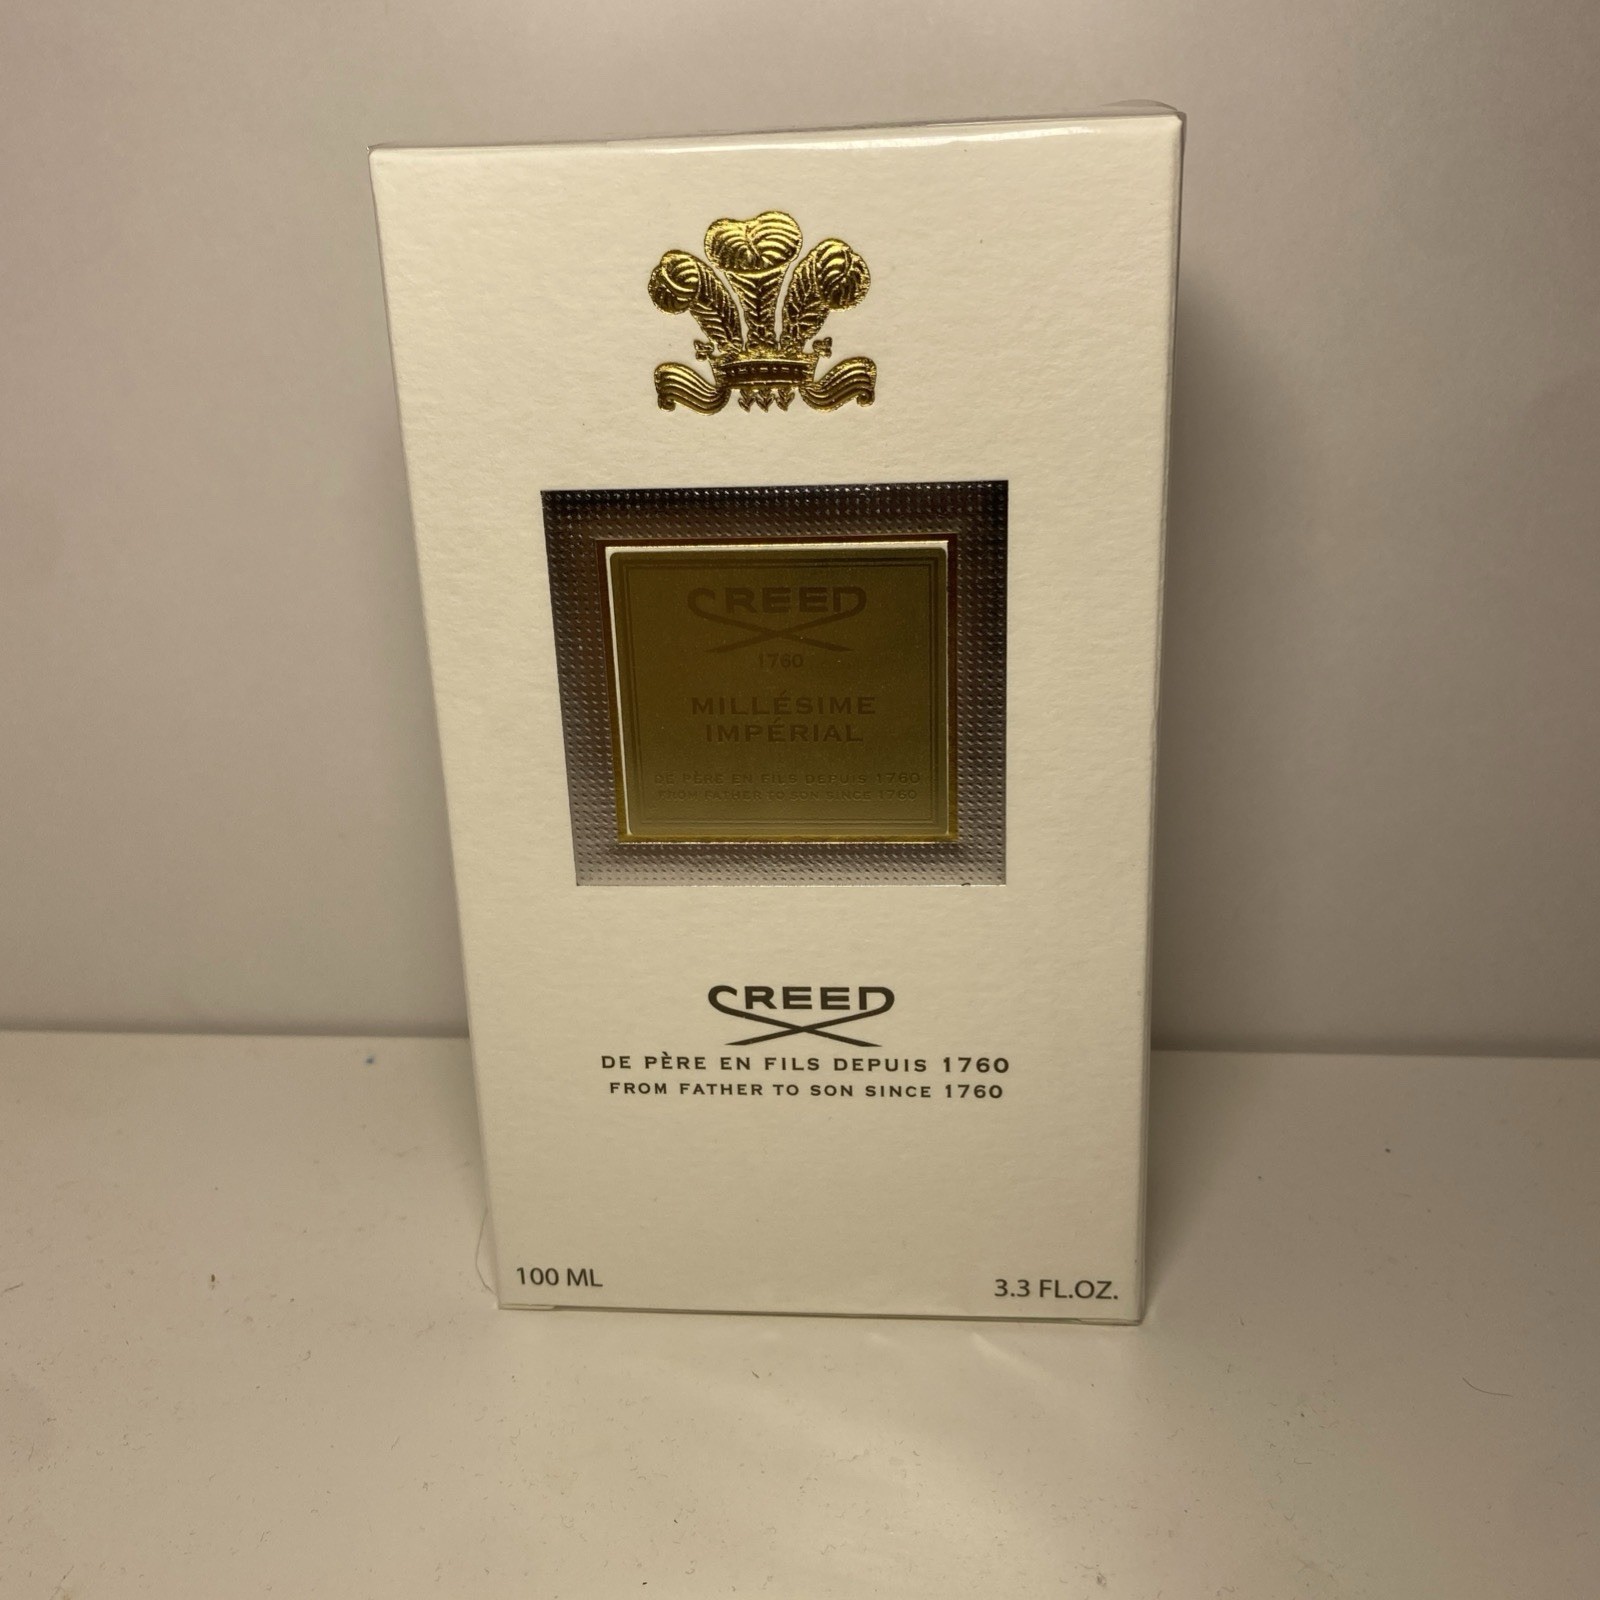 CREED
1760
MILLÉSIME
IMPÉRIAL
DE PÈRE EN FILS DEPUIS 1760
FROM FATHER TO SON SINCE 1760
CREED
DE PÈRE EN FILS DEPUIS 1760
FROM FATHER TO SON SINCE 1760
100 ML
3.3 FL.OZ.